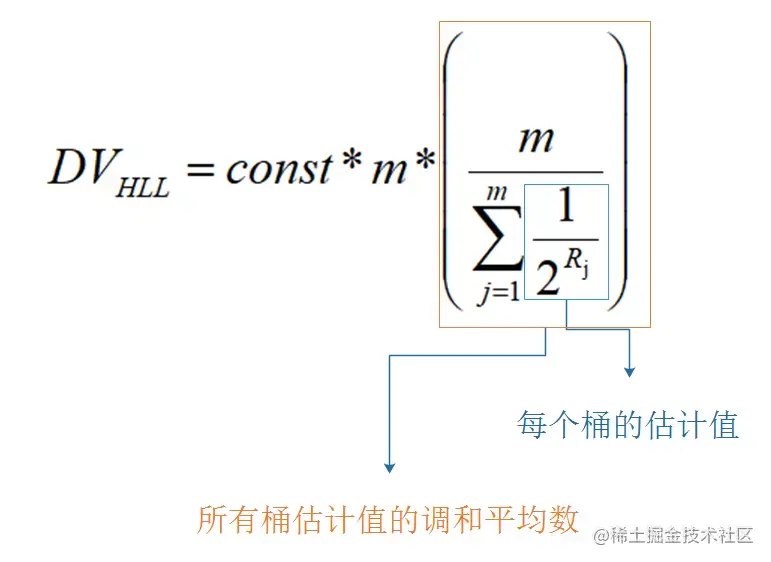 DV_{HLL} = const * m * \left( \frac{m}{\sum_{j=1}^{m} \frac{1}{2^{R_j}}} \right)
每个桶的估计值
所有桶估计值的调和平均数
@稀土掘金技术社区